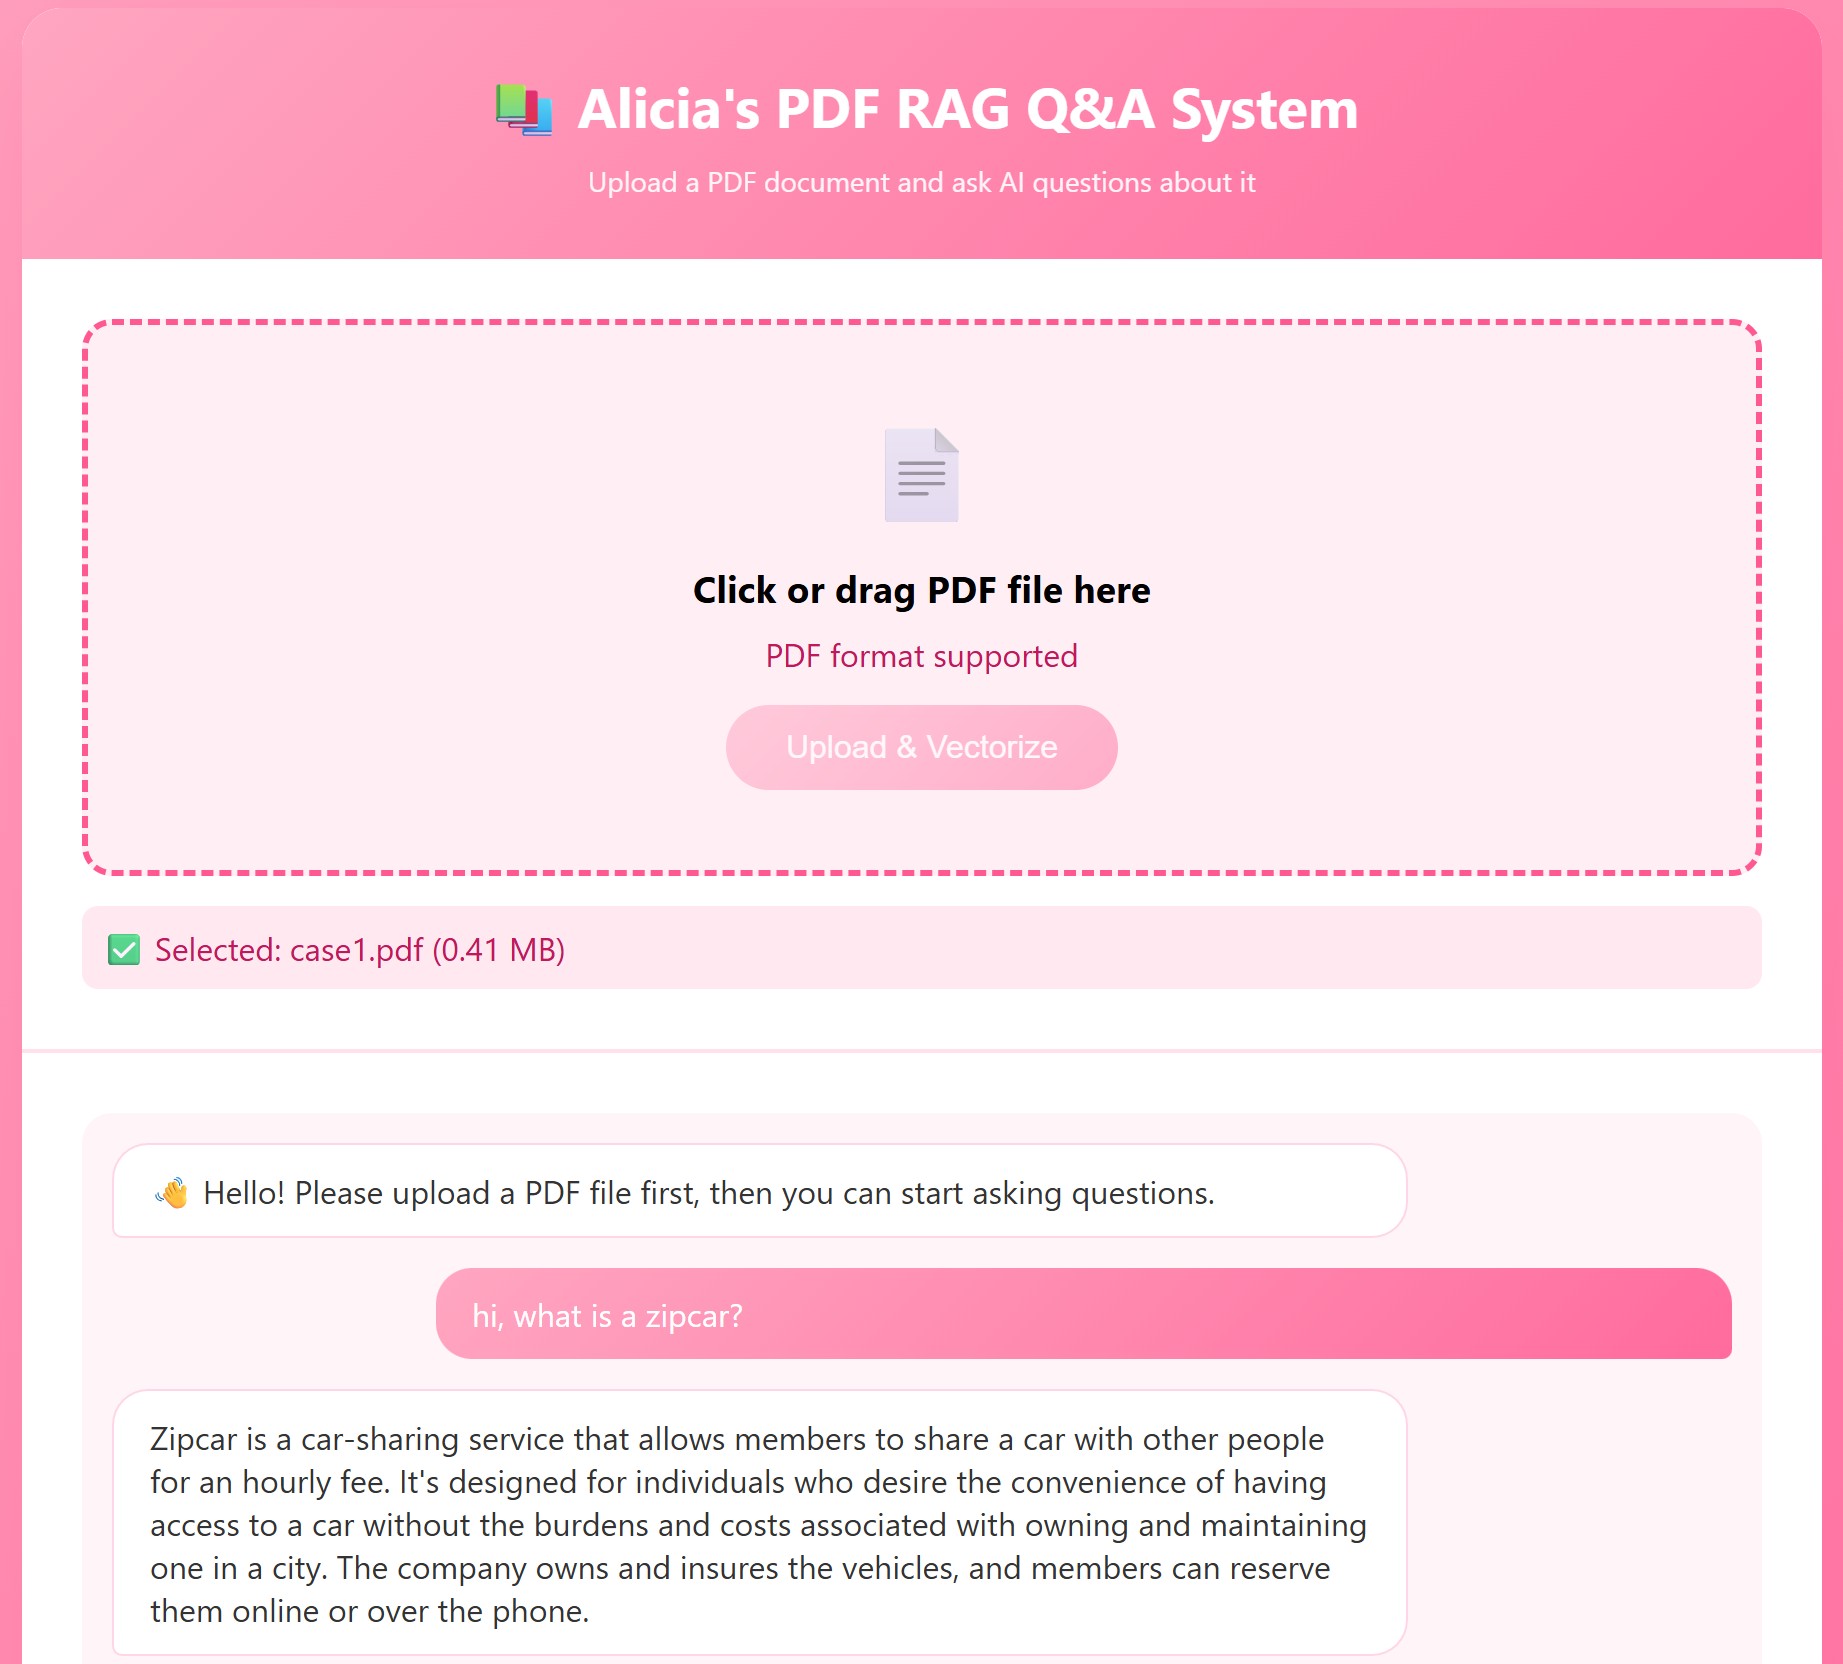 Alicia's PDF RAG Q&A System
Upload a PDF document and ask AI questions about it
Click or drag PDF file here
PDF format supported
Upload & Vectorize
Selected: case1.pdf (0.41 MB)
Hello! Please upload a PDF file first, then you can start asking questions.
hi, what is a zipcar?
Zipcar is a car-sharing service that allows members to share a car with other people
for an hourly fee. It's designed for individuals who desire the convenience of having
access to a car without the burdens and costs associated with owning and maintaining
one in a city. The company owns and insures the vehicles, and members can reserve
them online or over the phone.